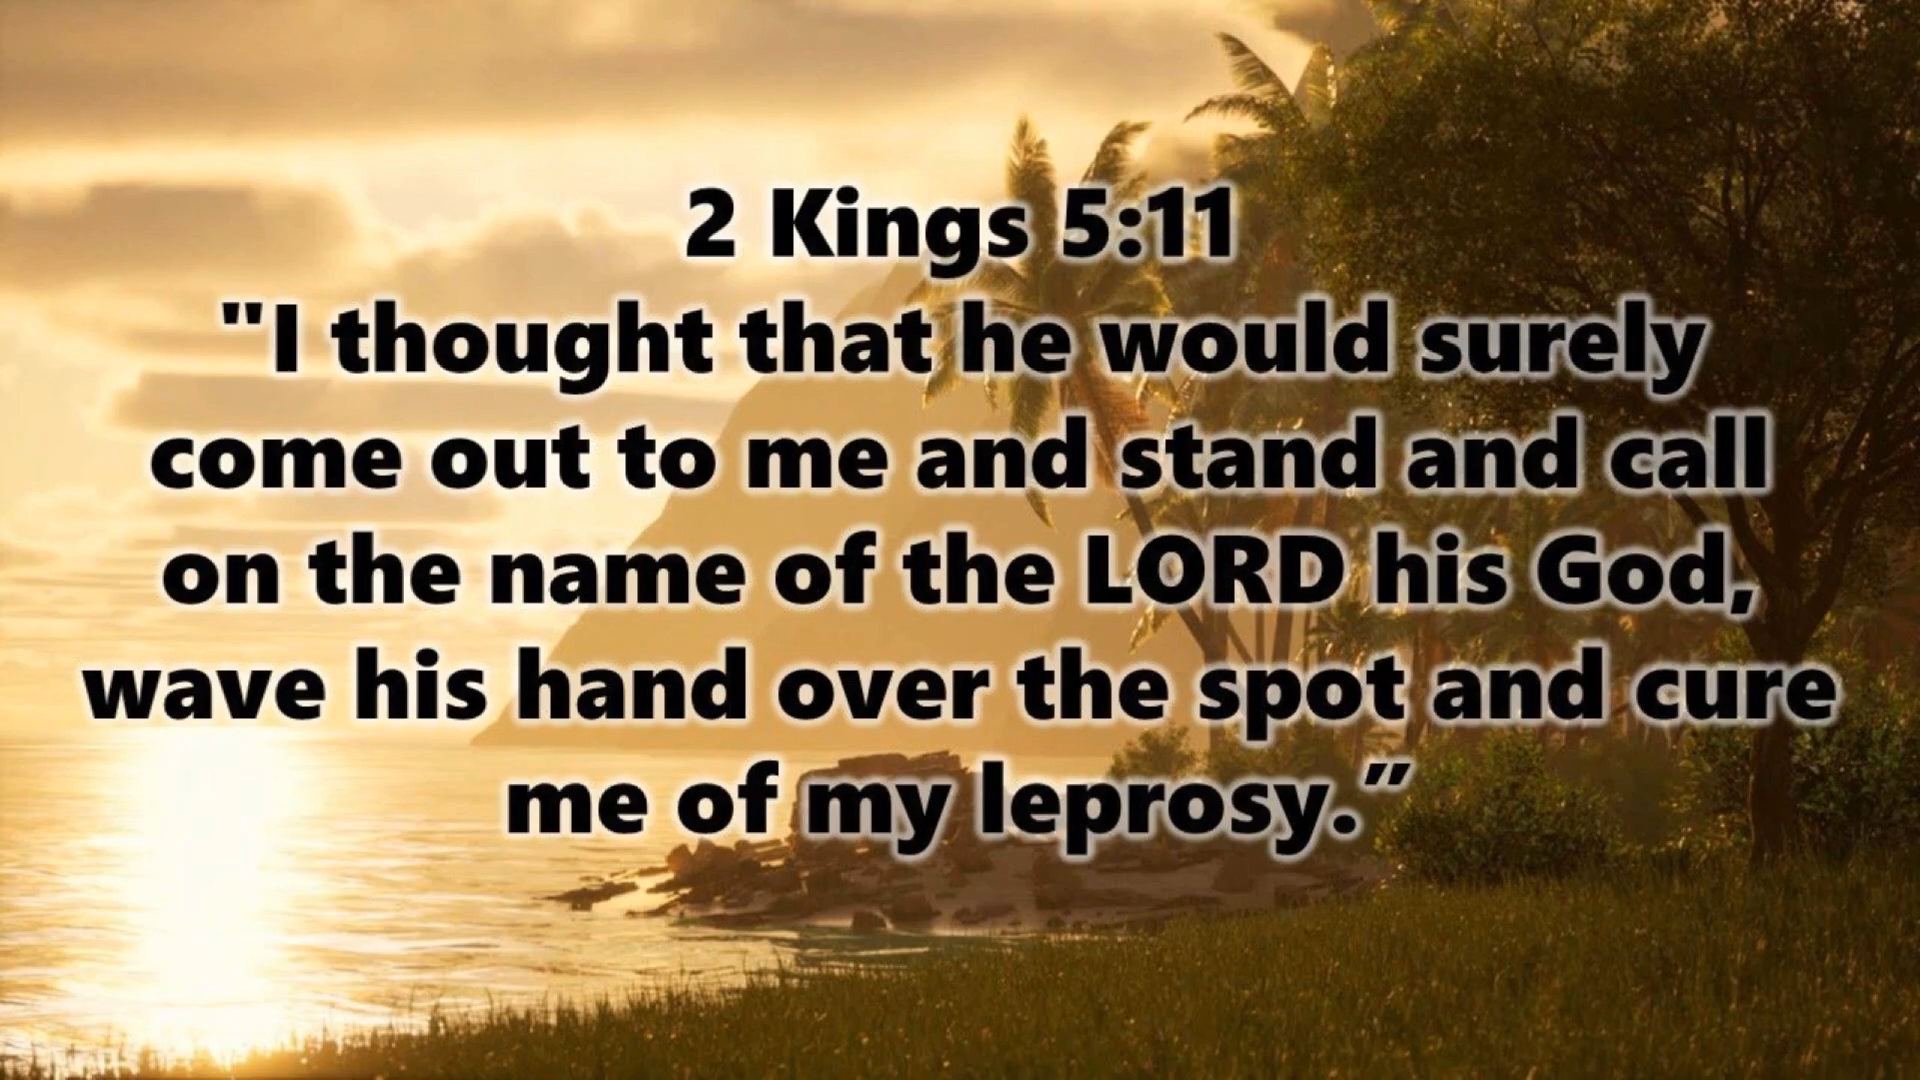 2 Kings 5:11
"I thought that he would surely
come out to me and stand and call
on the name of the LORD his God,
wave his hand over the spot and cure
me of my leprosy.”